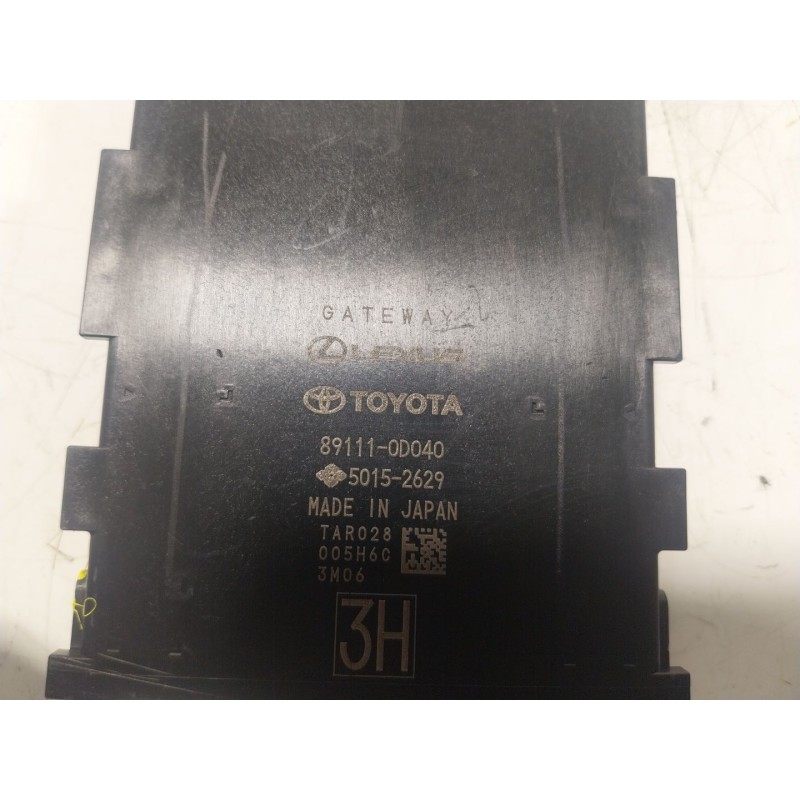 GATEWAY
LEXUS
TOYOTA
89111-0D040
5015-2629
MADE IN JAPAN
TAR028
005H6C
3M06
3H